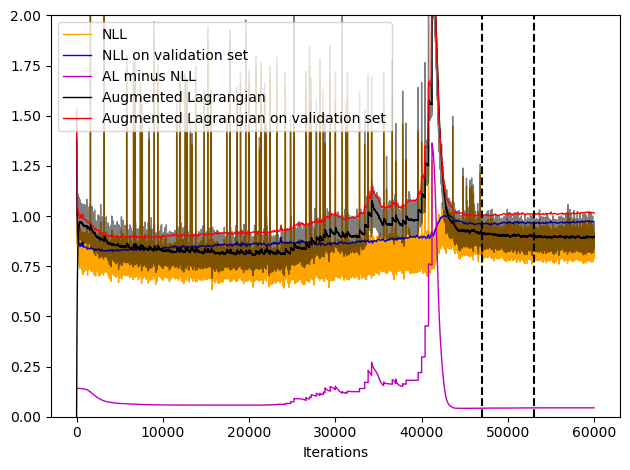 2.00
1.75
1.50
1.25
1.00
0.75
0.50
0.25
0.00
NLL
NLL on validation set
AL minus NLL
Augmented Lagrangian
Augmented Lagrangian on validation set
0
10000
20000
30000
40000
50000
60000
Iterations